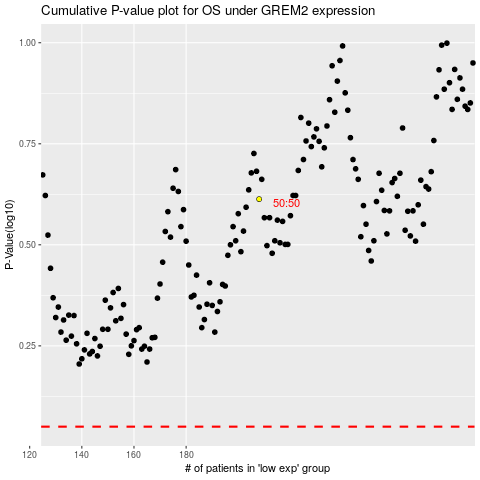 Cumulative P-value plot for OS under GREM2 expression
P-Value(log10)
1.00
0.75
0.50
0.25
50:50
120 140 160 180
# of patients in 'low exp' group